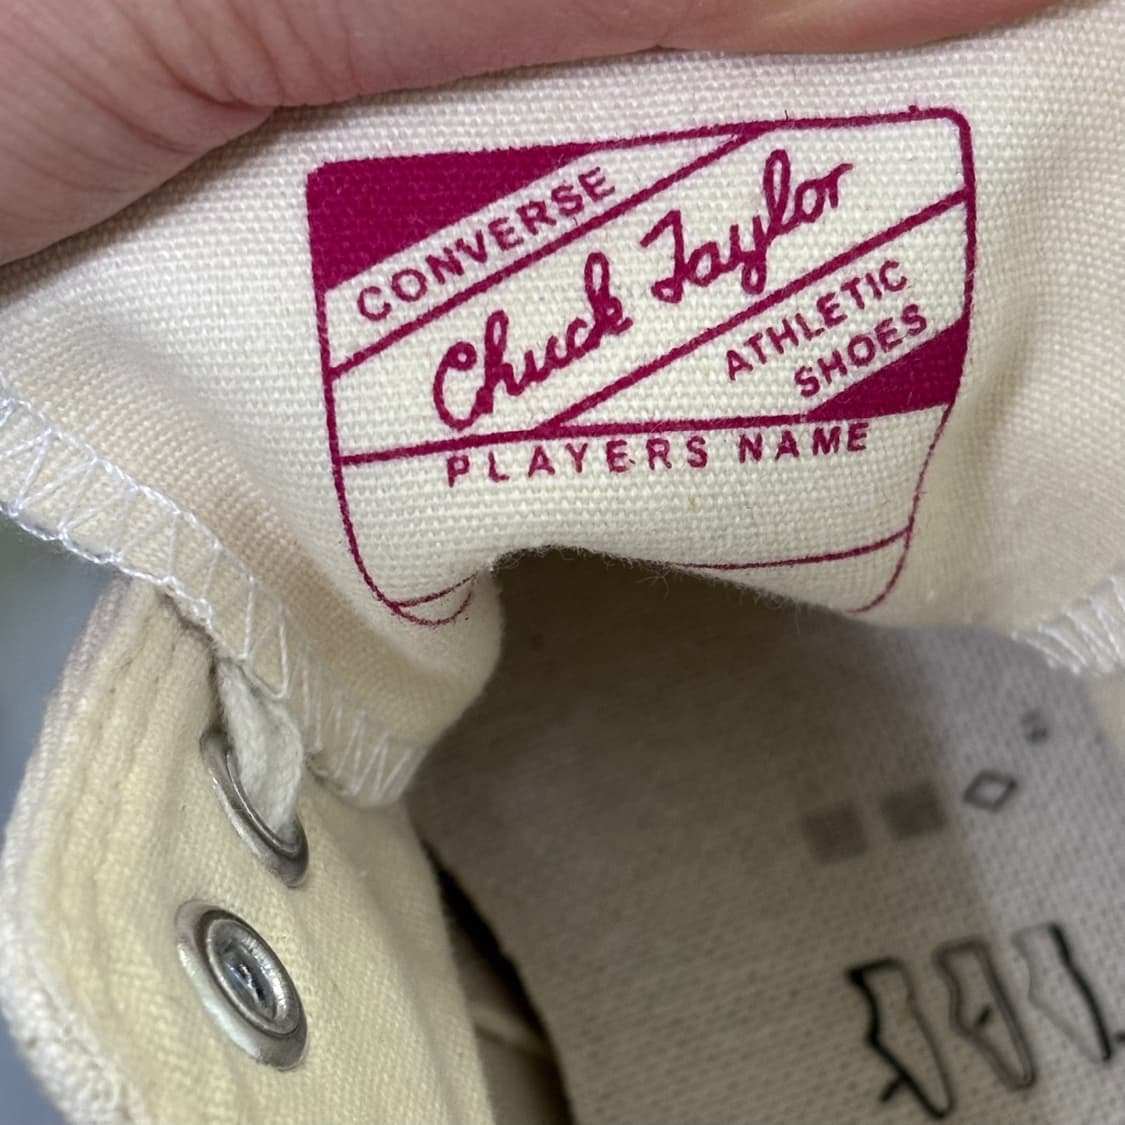 CONVERSE
Chuck Taylor
ATHLETIC
SHOES
PLAYERS NAME